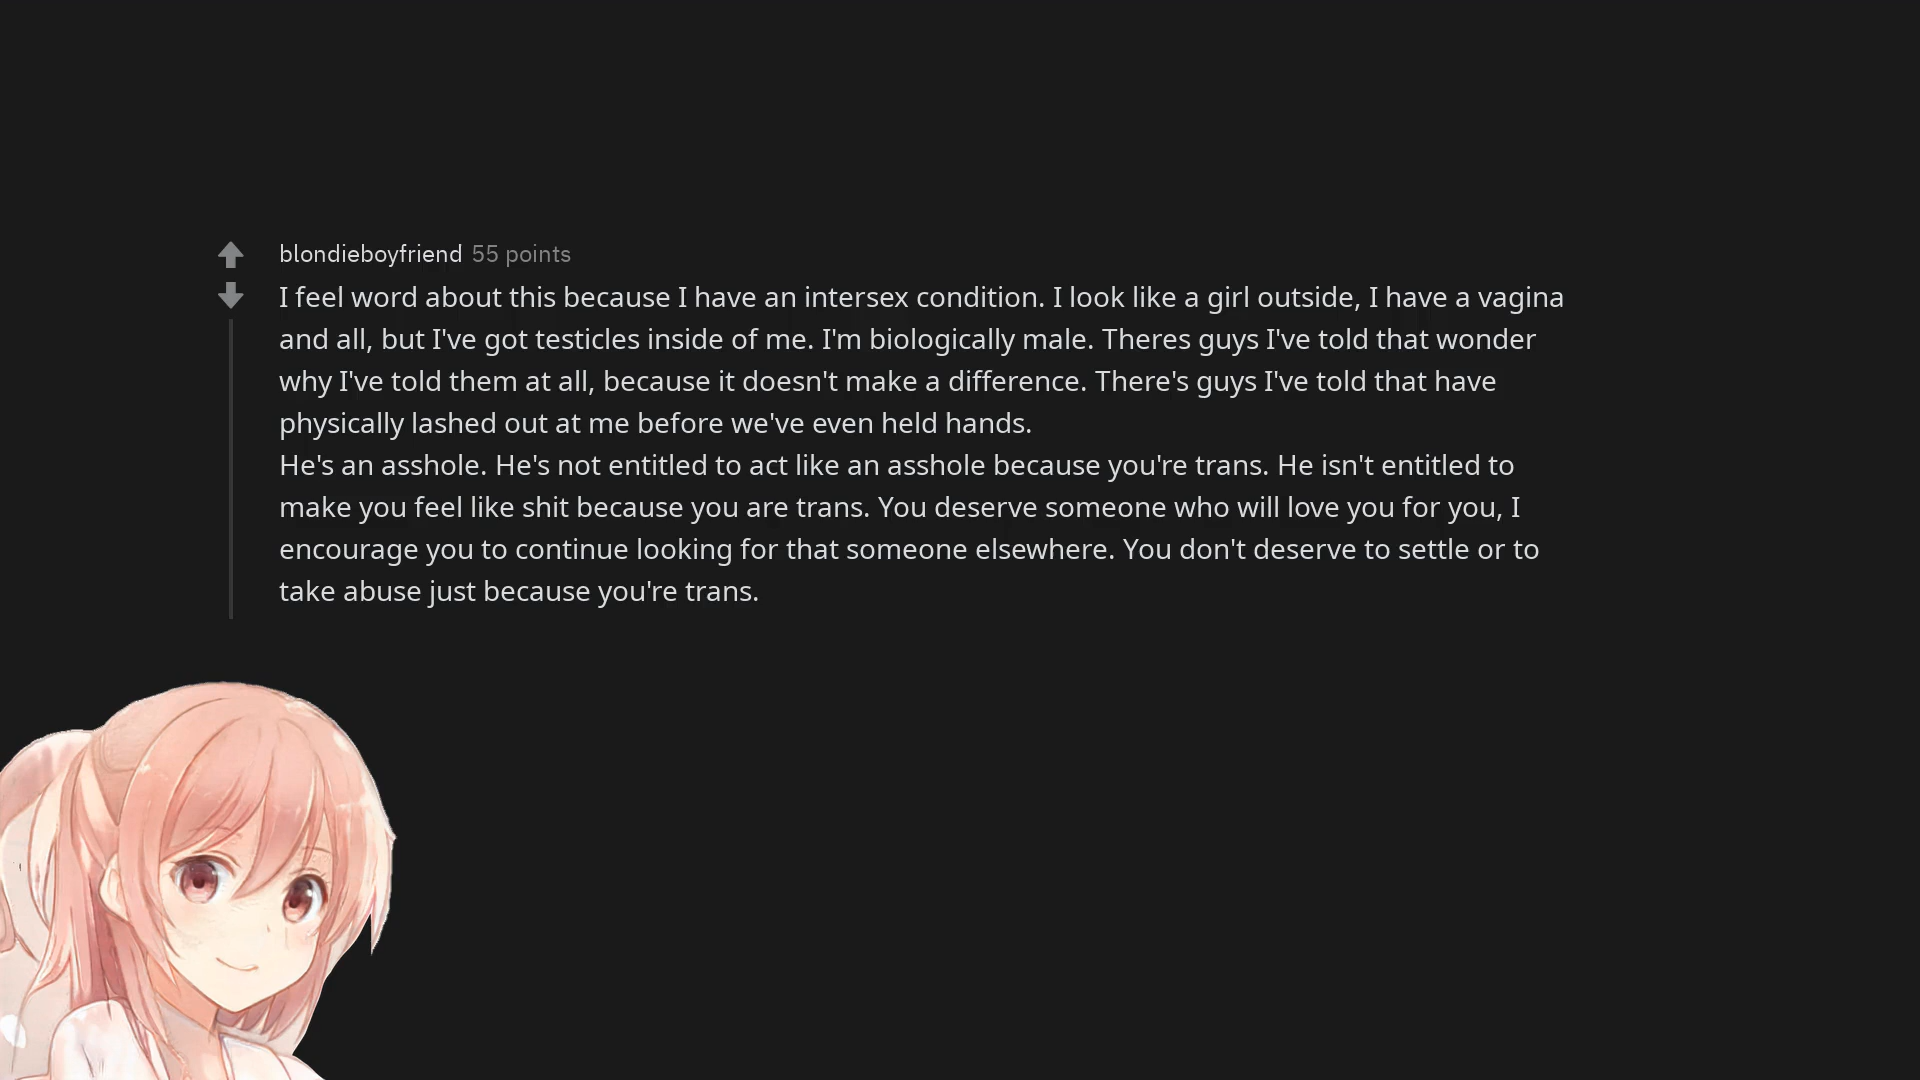 blondieboyfriend 55 points
I feel word about this because I have an intersex condition. I look like a girl outside, I have a vagina
and all, but I've got testicles inside of me. I'm biologically male. Theres guys I've told that wonder
why I've told them at all, because it doesn't make a difference. There's guys I've told that have
physically lashed out at me before we've even held hands.
He's an asshole. He's not entitled to act like an asshole because you're trans. He isn't entitled to
make you feel like shit because you are trans. You deserve someone who will love you for you, I
encourage you to continue looking for that someone elsewhere. You don't deserve to settle or to
take abuse just because you're trans.